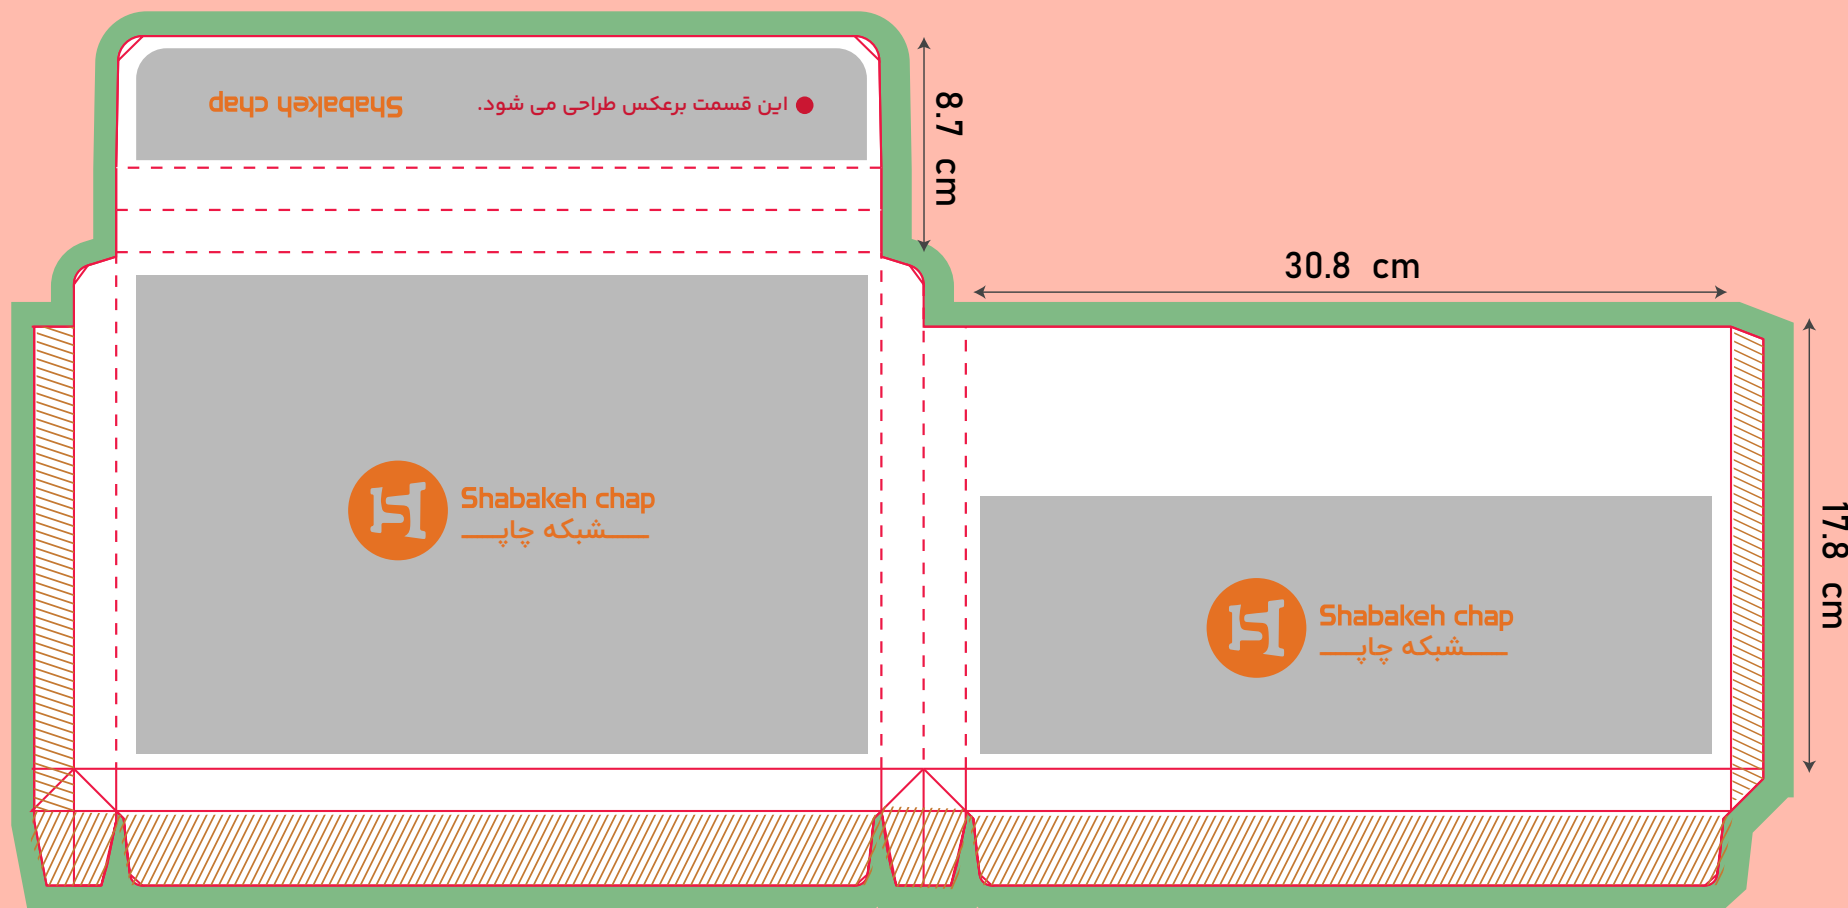 Shabakeh chap
این قسمت برعکس طراحی می شود.
8.7 cm
30.8 cm
Shabakeh chap
شبکه چاپ
17.8 cm
Shabakeh chap
شبکه چاپ